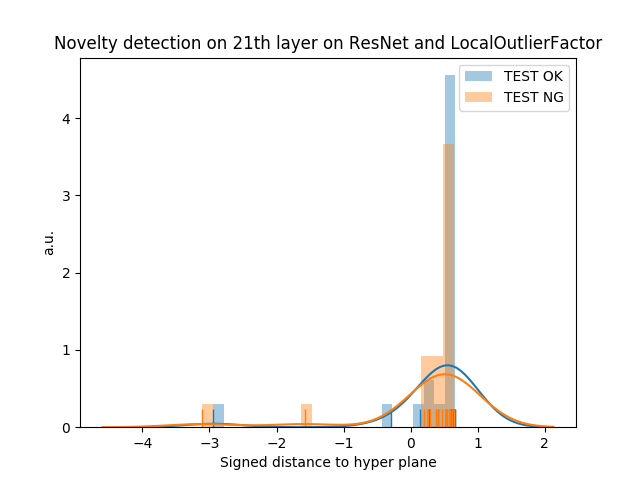 Novelty detection on 21th layer on ResNet and LocalOutlierFactor
TEST OK
TEST NG
a.u.
4
3
2
1
0
−4
−3
−2
−1
0
1
2
Signed distance to hyper plane